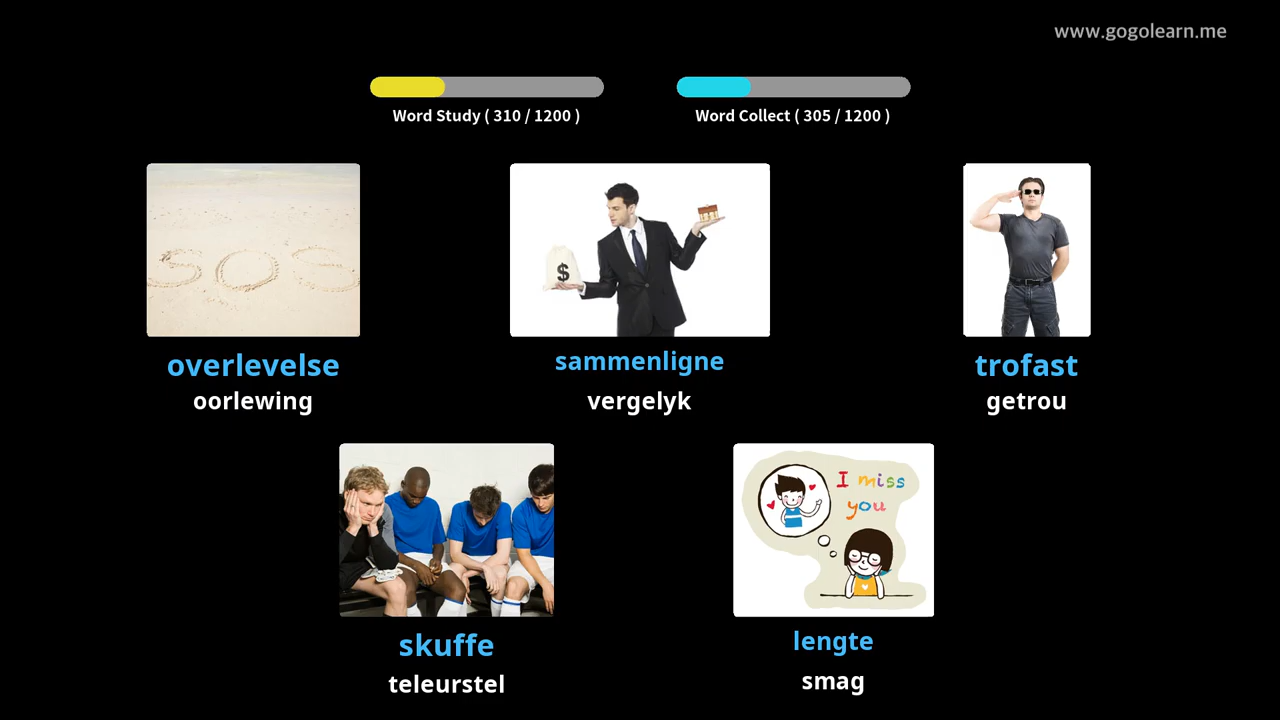 www.gogolearn.me
Word Study ( 310 / 1200 )
Word Collect ( 305 / 1200 )
SOS
$
overlevelse
oorlewing
sammenligne
vergelyk
trofast
getrou
I miss
you
skuffe
teleurstel
lengte
smag